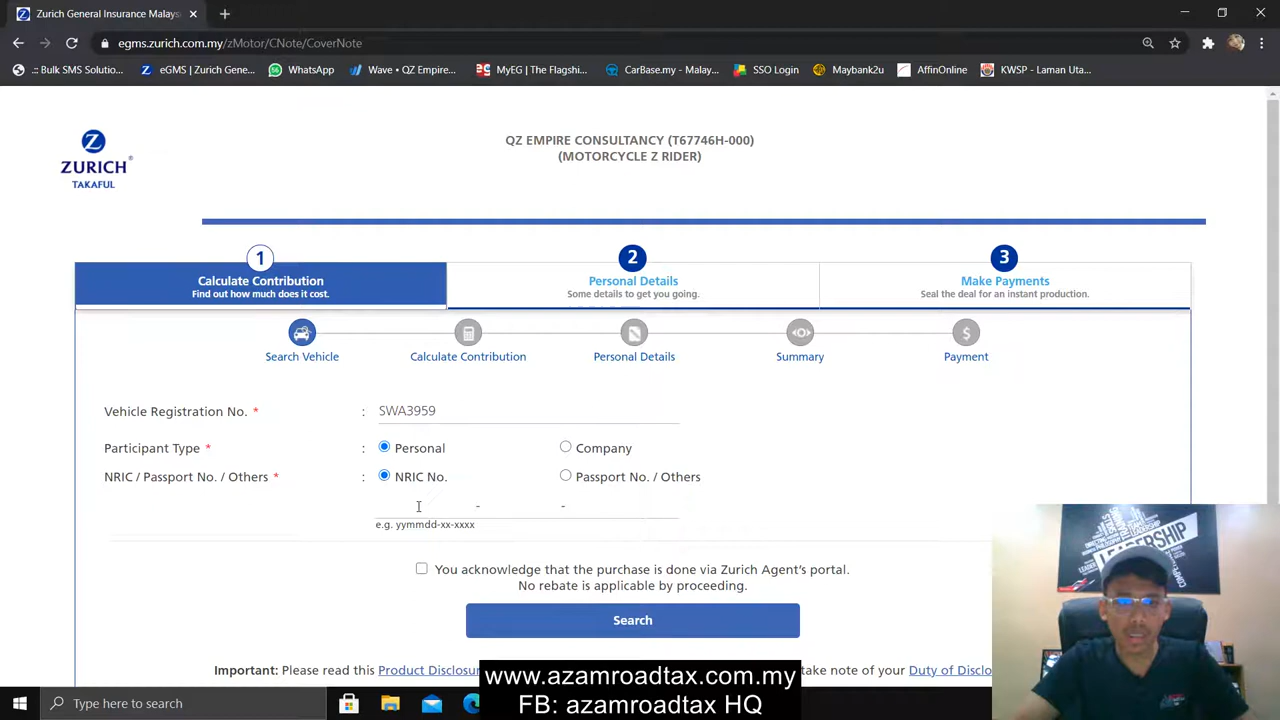 Zurich General Insurance Malays
egms.zurich.com.my/zMotor/CNote/CoverNote
.:: Bulk SMS Solutio...
eGMS | Zurich Gene...
WhatsApp
Wave • QZ Empire...
MyEG | The Flagshi...
CarBase.my - Malay...
SSO Login
Maybank2u
AffinOnline
KWSP - Laman Uta...
ZURICH
TAKAFUL
QZ EMPIRE CONSULTANCY (T67746H-000)
(MOTORCYCLE Z RIDER)
1
Calculate Contribution
Find out how much does it cost.
2
Personal Details
Some details to get you going.
3
Make Payments
Seal the deal for an instant production.
Search Vehicle
Calculate Contribution
Personal Details
Summary
Payment
Vehicle Registration No. * : SWA3959
Participant Type * : Personal Company
NRIC / Passport No. / Others * : NRIC No. Passport No. / Others
- -
e.g. yymmdd-xx-xxxx
You acknowledge that the purchase is done via Zurich Agent's portal.
No rebate is applicable by proceeding.
Search
Important: Please read this Product Disclosu
take note of your Duty of Disclo
LEADERSHIP
www.azamroadtax.com.my
FB: azamroadtax HQ
Type here to search